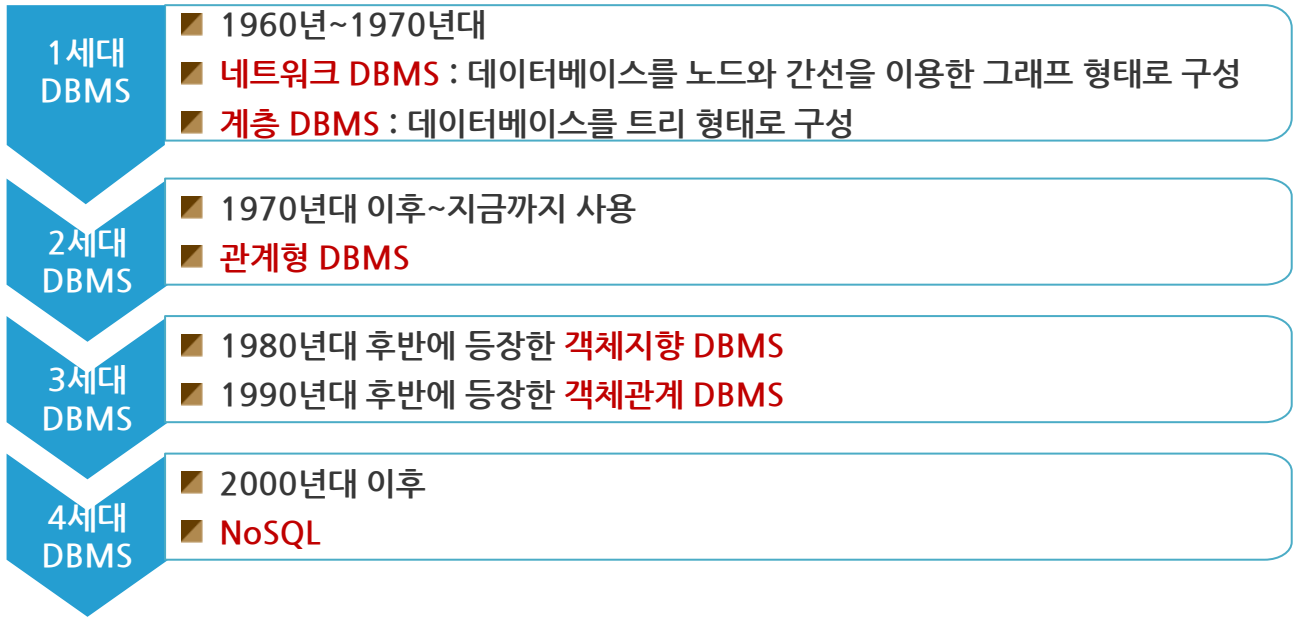 1세대
DBMS
1960년~1970년대
네트워크 DBMS : 데이터베이스를 노드와 간선을 이용한 그래프 형태로 구성
계층 DBMS : 데이터베이스를 트리 형태로 구성
2세대
DBMS
1970년대 이후~지금까지 사용
관계형 DBMS
3세대
DBMS
1980년대 후반에 등장한 객체지향 DBMS
1990년대 후반에 등장한 객체관계 DBMS
4세대
DBMS
2000년대 이후
NoSQL